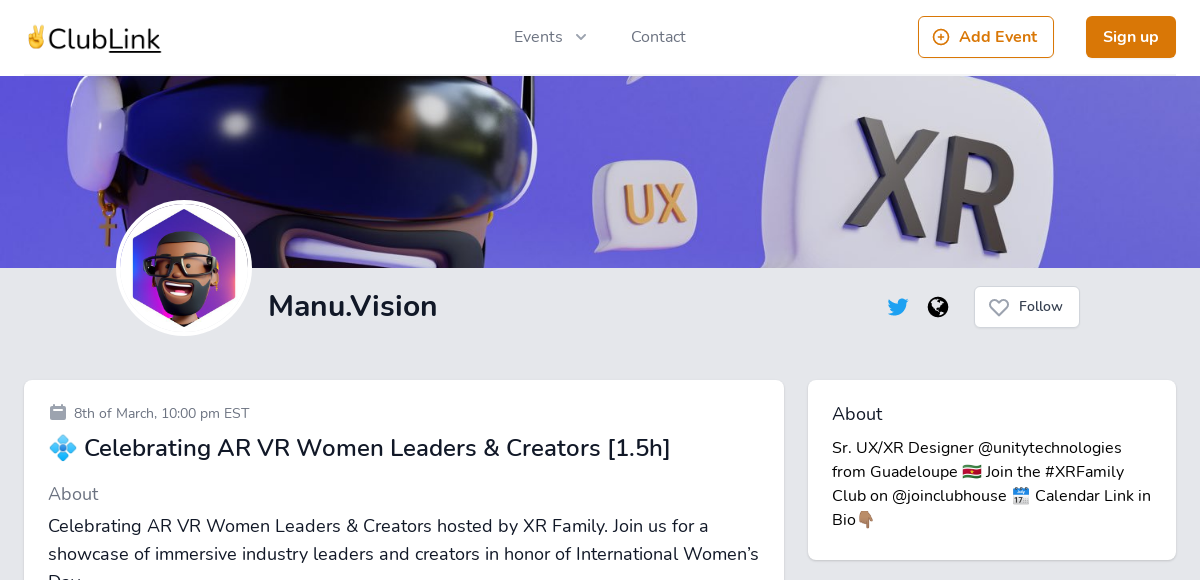 ✌️ClubLink
Events
Contact
Add Event
Sign up
UX
XR
Manu.Vision
Follow
8th of March, 10:00 pm EST
💠 Celebrating AR VR Women Leaders & Creators [1.5h]
About
Celebrating AR VR Women Leaders & Creators hosted by XR Family. Join us for a
showcase of immersive industry leaders and creators in honor of International Women’s
Day
About
Sr. UX/XR Designer @unitytechnologies
from Guadeloupe 🇸🇷 Join the #XRFamily
Club on @joinclubhouse 📅 Calendar Link in
Bio👇🏽